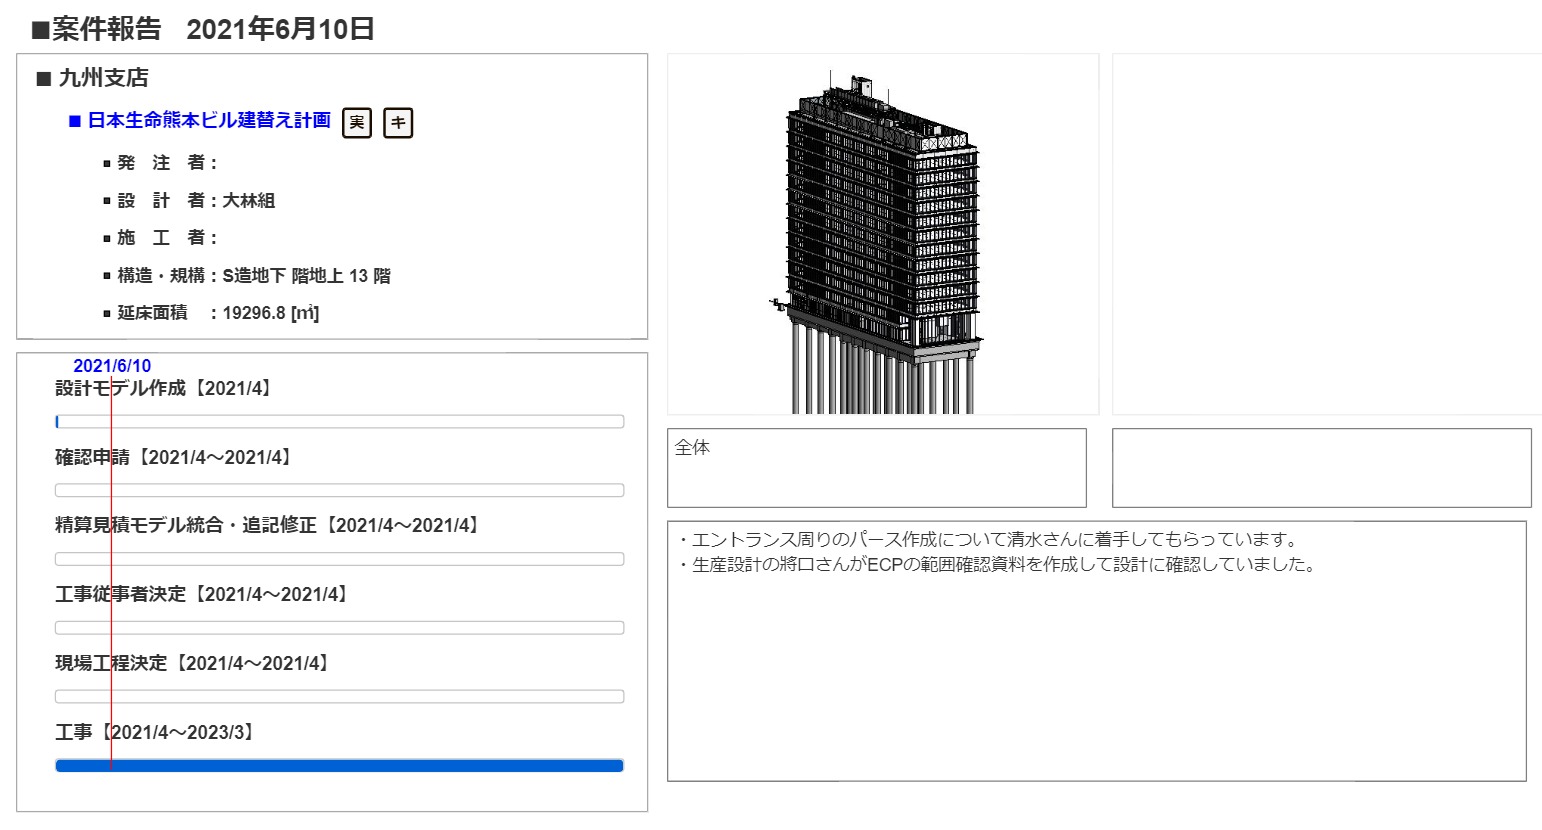 ■案件報告　2021年6月10日
■ 九州支店
■ 日本生命熊本ビル建替え計画 実 キ
▪ 発　注　者：
▪ 設　計　者：大林組
▪ 施　工　者：
▪ 構造・規構：S造地下 階地上 13 階
▪ 延床面積　：19296.8 [㎡]
2021/6/10
設計モデル作成【2021/4】
確認申請【2021/4～2021/4】
精算見積モデル統合・追記修正【2021/4～2021/4】
工事従事者決定【2021/4～2021/4】
現場工程決定【2021/4～2021/4】
工事【2021/4～2023/3】
全体
・エントランス周りのパース作成について清水さんに着手してもらっています。
・生産設計の將口さんがECPの範囲確認資料を作成して設計に確認していました。